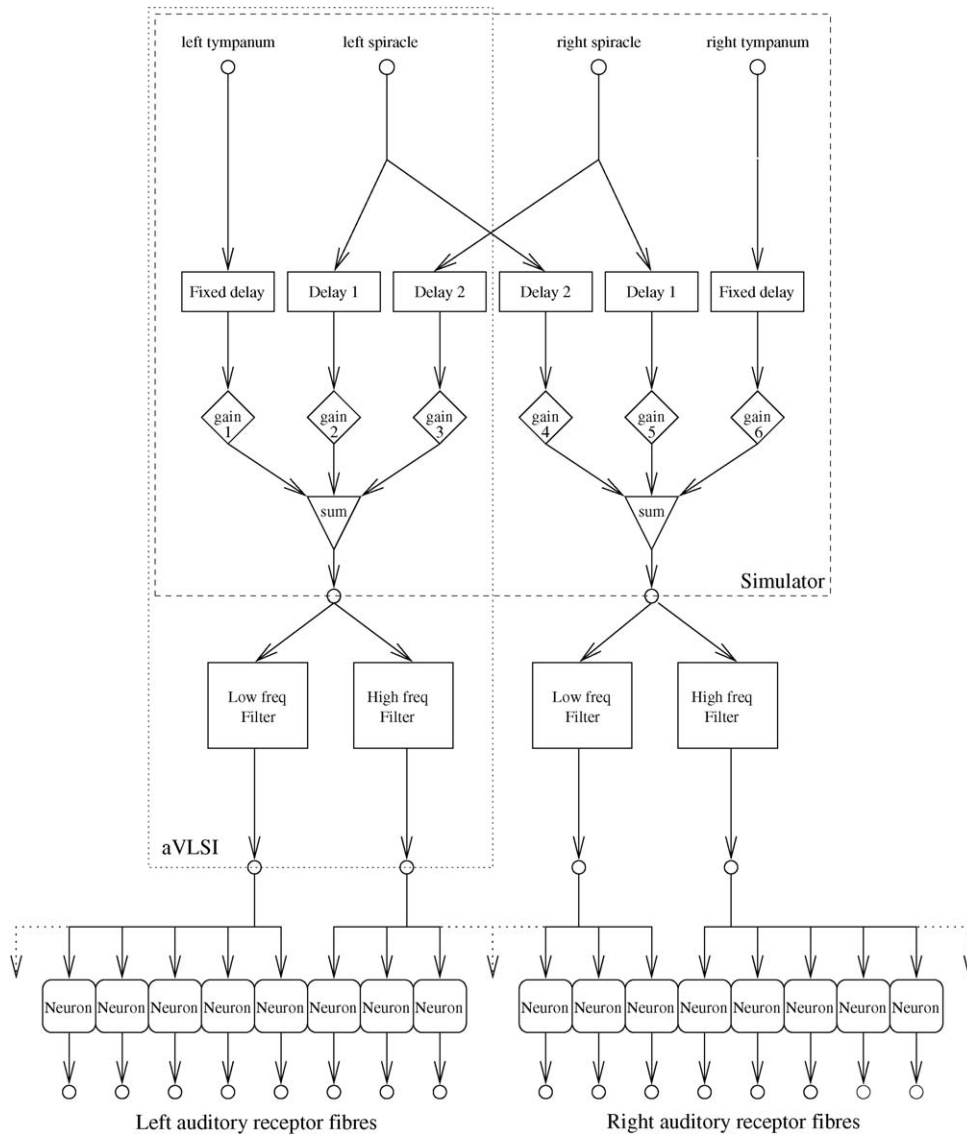 left tympanum left spiracle right spiracle right tympanum
Fixed delay Delay 1 Delay 2 Delay 2 Delay 1 Fixed delay
gain gain gain gain gain gain
1 2 3 4 5 6
sum sum
Simulator
Low freq High freq Low freq High freq
Filter Filter Filter Filter
aVLSI
Neuron Neuron Neuron Neuron Neuron Neuron Neuron Neuron Neuron Neuron Neuron Neuron Neuron Neuron Neuron Neuron
Left auditory receptor fibres Right auditory receptor fibres